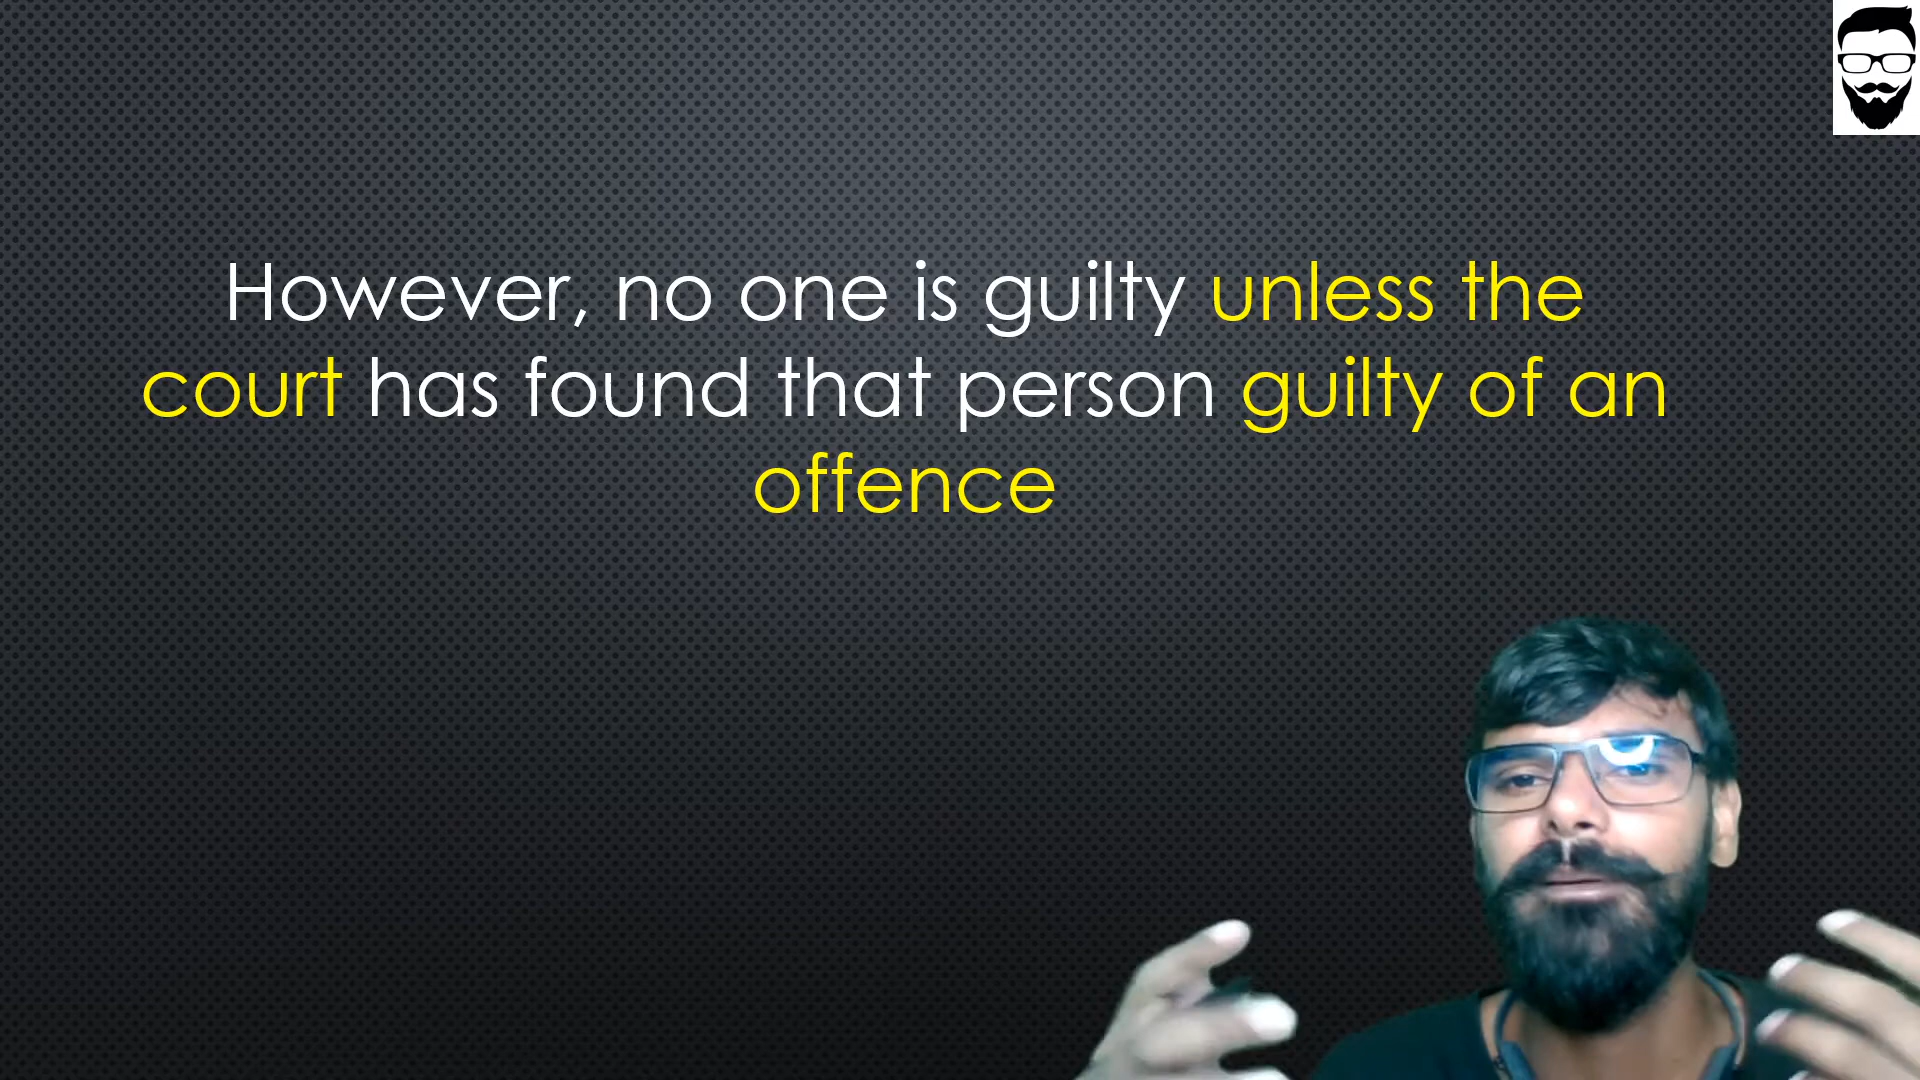 However, no one is guilty unless the
court has found that person guilty of an
offence